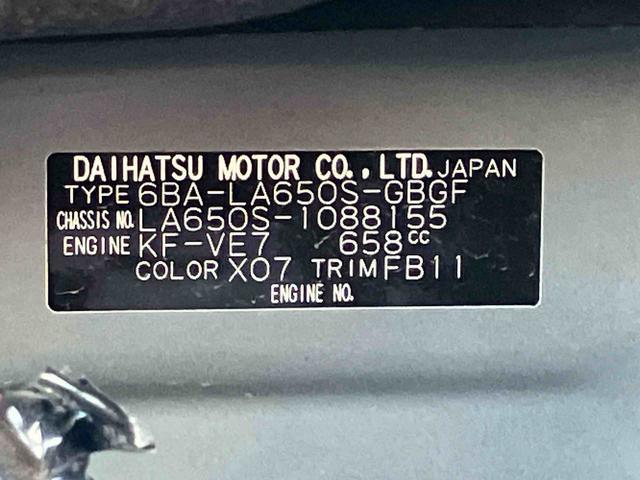 DAIHATSU MOTOR CO., LTD. JAPAN
TYPE 6BA-LA650S-GBGF
CHASSIS NO. LA650S-1088155
ENGINE KF-VE7 658cc
COLOR X07 TRIM FB11
ENGINE NO.